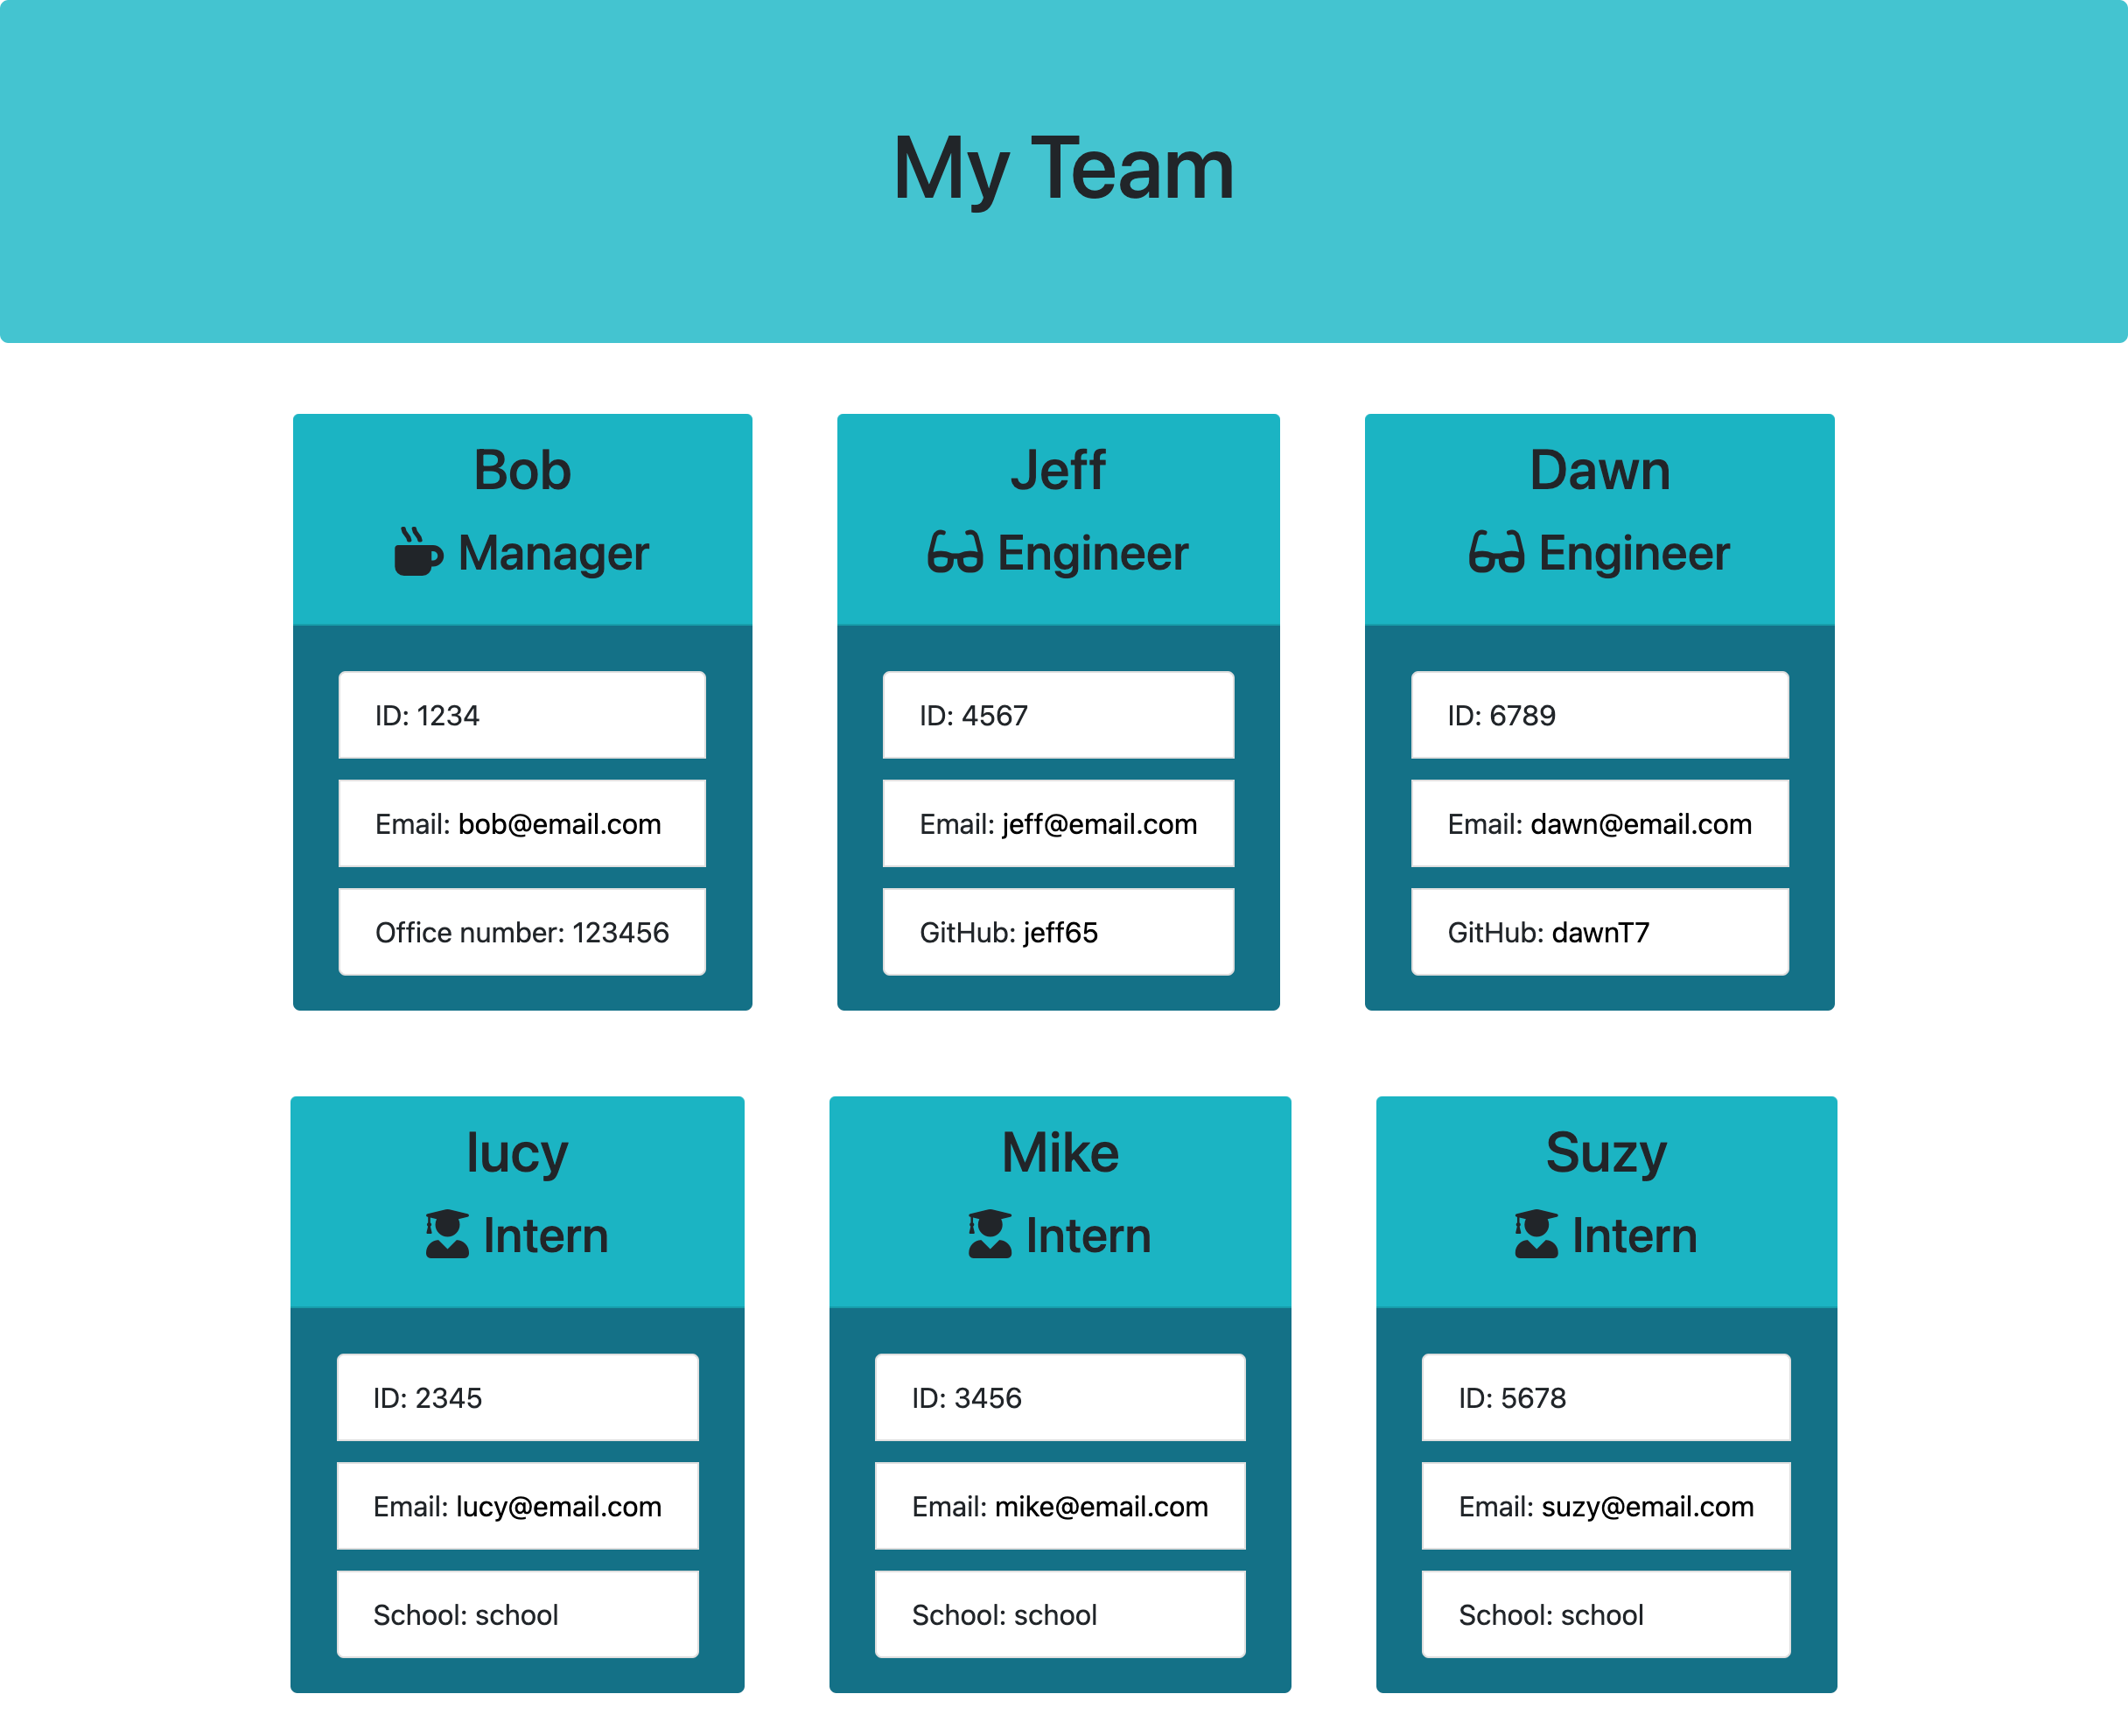 My Team
Bob
Manager
ID: 1234
Email: bob@email.com
Office number: 123456
Jeff
Engineer
ID: 4567
Email: jeff@email.com
GitHub: jeff65
Dawn
Engineer
ID: 6789
Email: dawn@email.com
GitHub: dawnT7
lucy
Intern
ID: 2345
Email: lucy@email.com
School: school
Mike
Intern
ID: 3456
Email: mike@email.com
School: school
Suzy
Intern
ID: 5678
Email: suzy@email.com
School: school